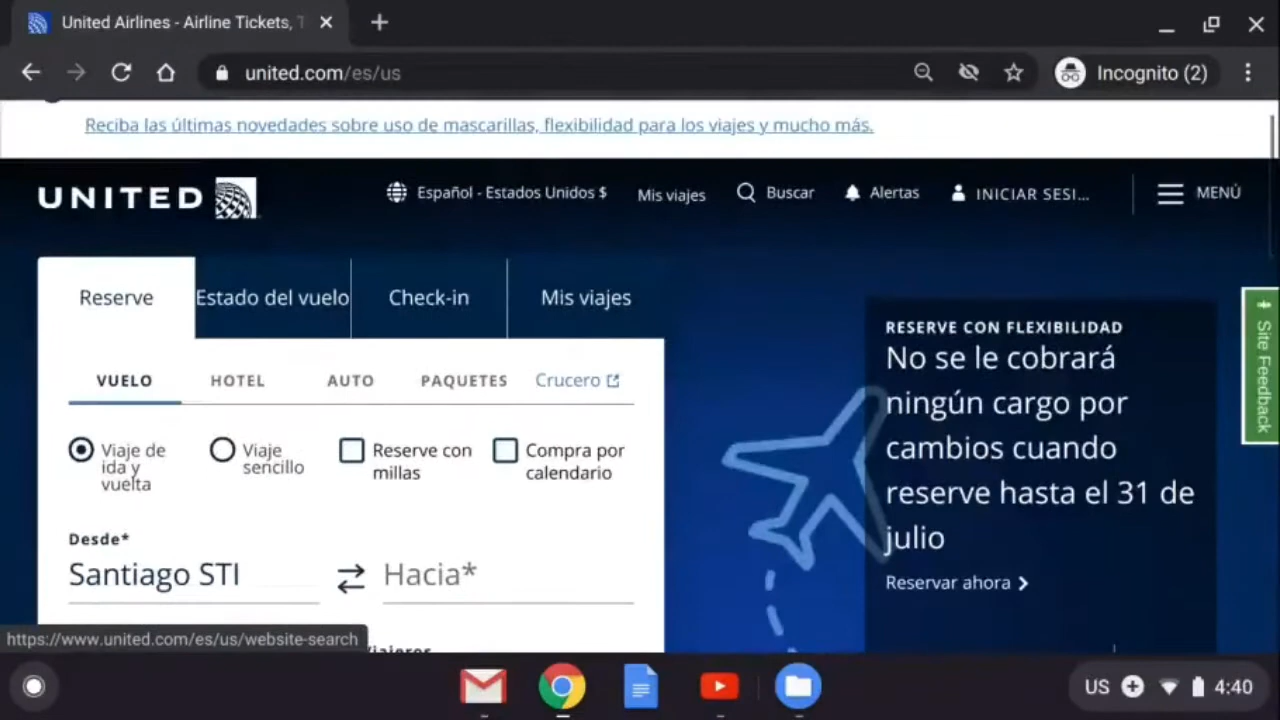 United Airlines - Airline Tickets, T
united.com/es/us
Incognito (2)
Reciba las últimas novedades sobre uso de mascarillas, flexibilidad para los viajes y mucho más.
UNITED
Español - Estados Unidos $
Mis viajes
Buscar
Alertas
INICIAR SESI...
MENÚ
Reserve
Estado del vuelo
Check-in
Mis viajes
VUELO
HOTEL
AUTO
PAQUETES
Crucero
Viaje de
ida y
vuelta
Viaje
sencillo
Reserve con
millas
Compra por
calendario
Desde*
Santiago STI
Hacia*
Viajeros
RESERVE CON FLEXIBILIDAD
No se le cobrará
ningún cargo por
cambios cuando
reserve hasta el 31 de
julio
Reservar ahora
Site Feedback
https://www.united.com/es/us/website-search
US
4:40